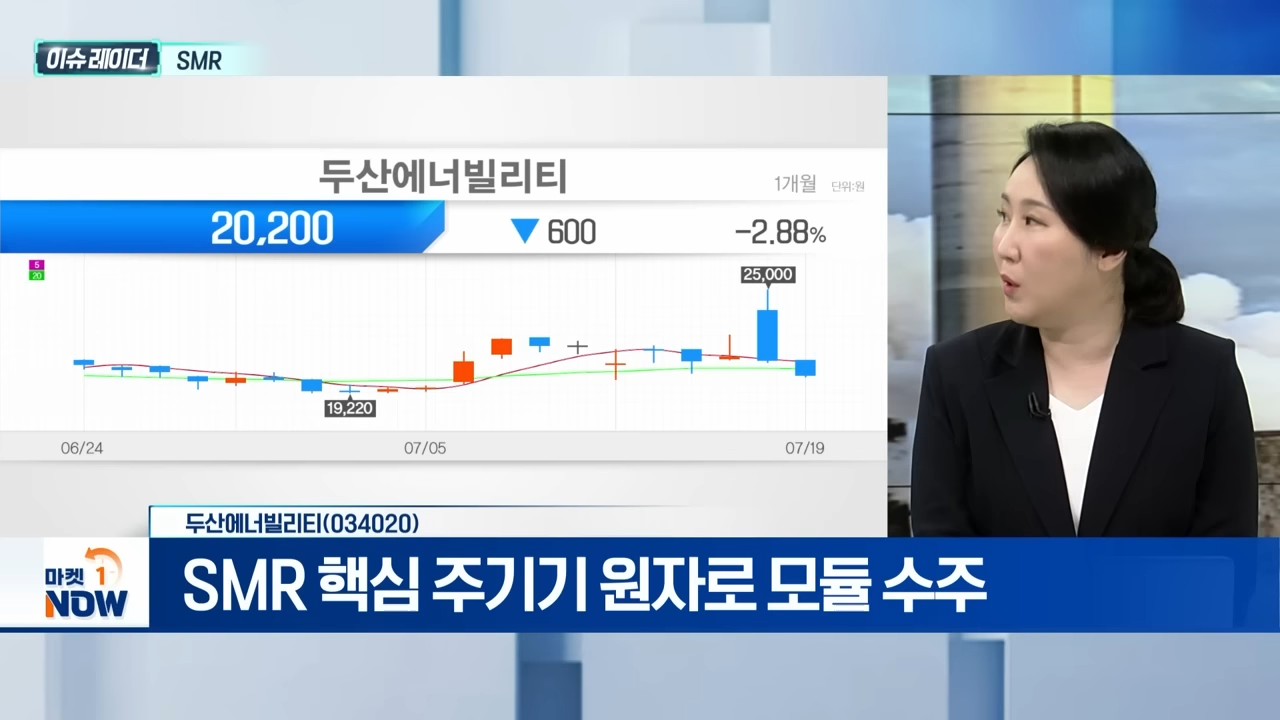 이슈레이더 SMR
두산에너빌리티
1개월 단위:원
20,200 ▼600 -2.88%
5
20
25,000
19,220
06/24 07/05 07/19
두산에너빌리티(034020)
마켓 1
NOW
SMR 핵심 주기기 원자로 모듈 수주